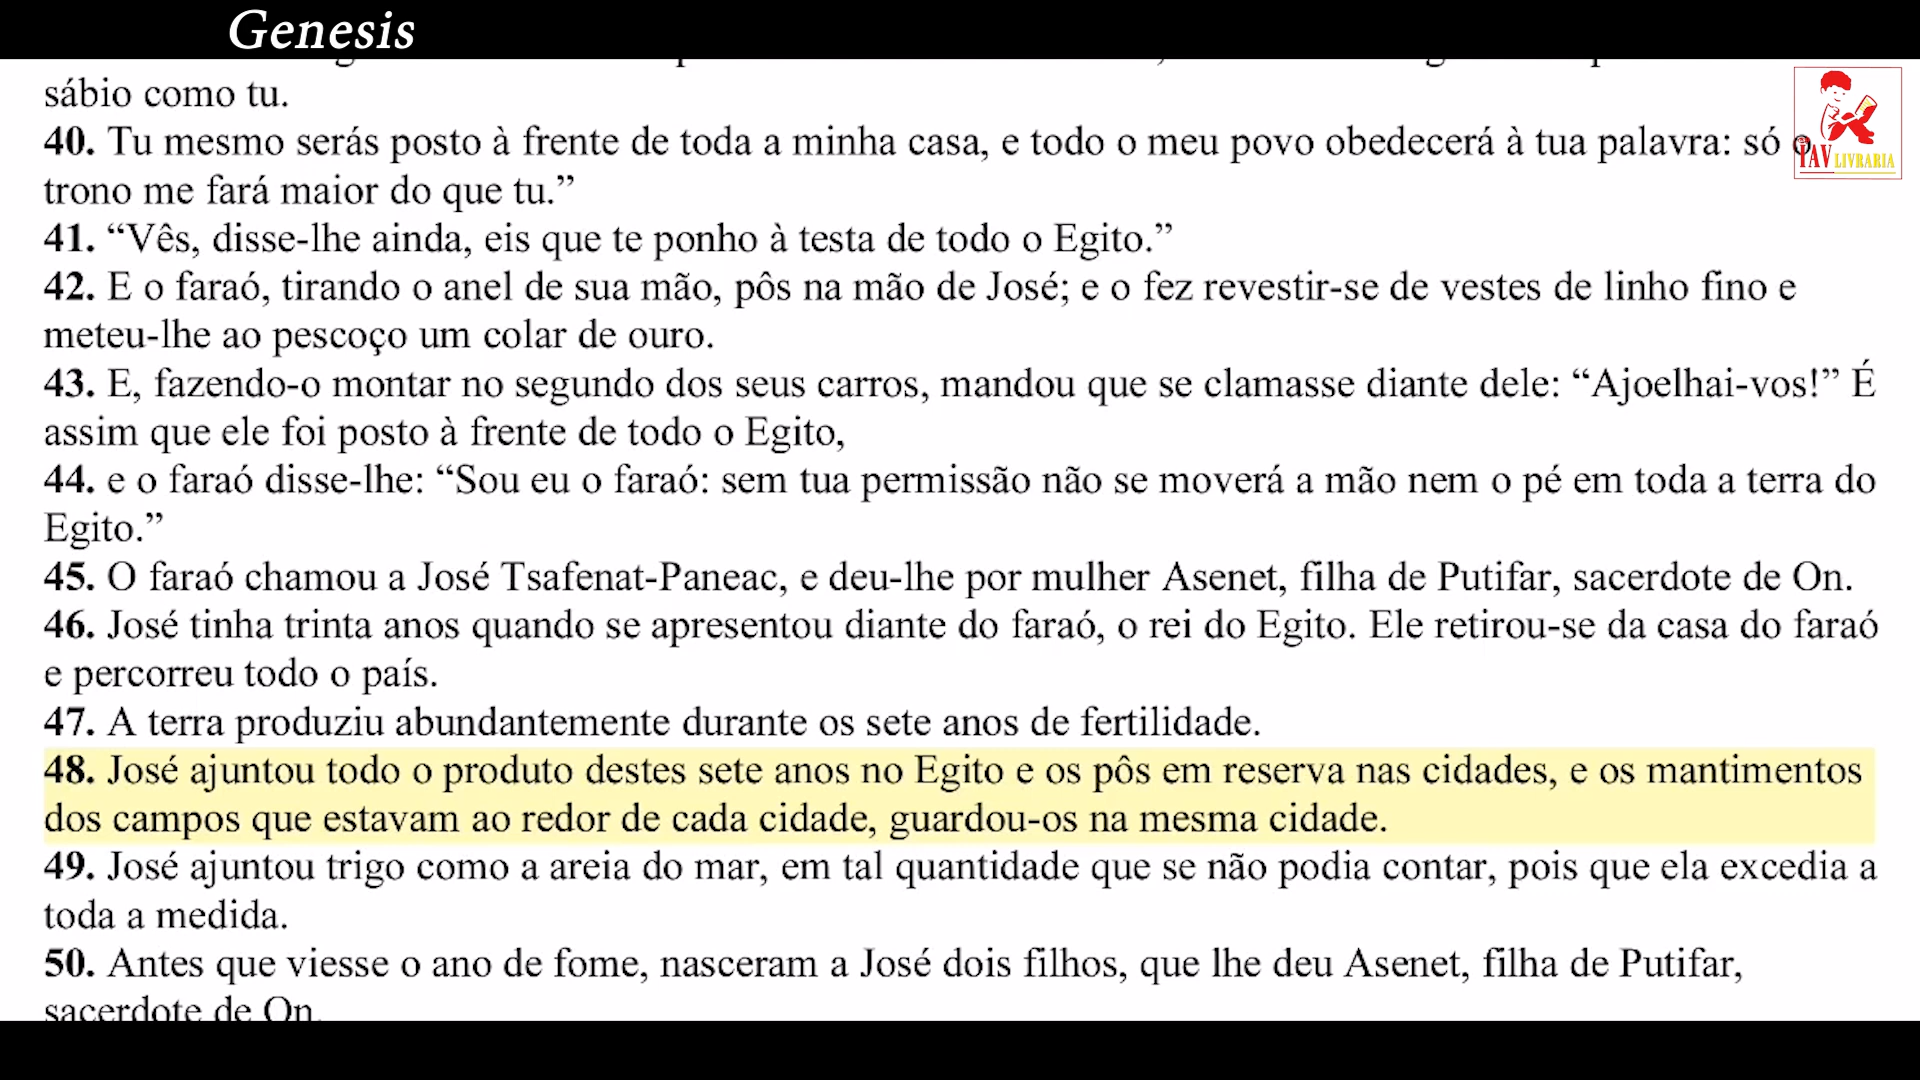 Genesis
sábio como tu.
40. Tu mesmo serás posto à frente de toda a minha casa, e todo o meu povo obedecerá à tua palavra: só o
trono me fará maior do que tu.”
41. “Vês, disse-lhe ainda, eis que te ponho à testa de todo o Egito.”
42. E o faraó, tirando o anel de sua mão, pôs na mão de José; e o fez revestir-se de vestes de linho fino e
meteu-lhe ao pescoço um colar de ouro.
43. E, fazendo-o montar no segundo dos seus carros, mandou que se clamasse diante dele: “Ajoelhai-vos!” É
assim que ele foi posto à frente de todo o Egito,
44. e o faraó disse-lhe: “Sou eu o faraó: sem tua permissão não se moverá a mão nem o pé em toda a terra do
Egito.”
45. O faraó chamou a José Tsafenat-Paneac, e deu-lhe por mulher Asenet, filha de Putifar, sacerdote de On.
46. José tinha trinta anos quando se apresentou diante do faraó, o rei do Egito. Ele retirou-se da casa do faraó
e percorreu todo o país.
47. A terra produziu abundantemente durante os sete anos de fertilidade.
48. José ajuntou todo o produto destes sete anos no Egito e os pôs em reserva nas cidades, e os mantimentos
dos campos que estavam ao redor de cada cidade, guardou-os na mesma cidade.
49. José ajuntou trigo como a areia do mar, em tal quantidade que se não podia contar, pois que ela excedia a
toda a medida.
50. Antes que viesse o ano de fome, nasceram a José dois filhos, que lhe deu Asenet, filha de Putifar,
sacerdote de On.
IAV LIVRARIA